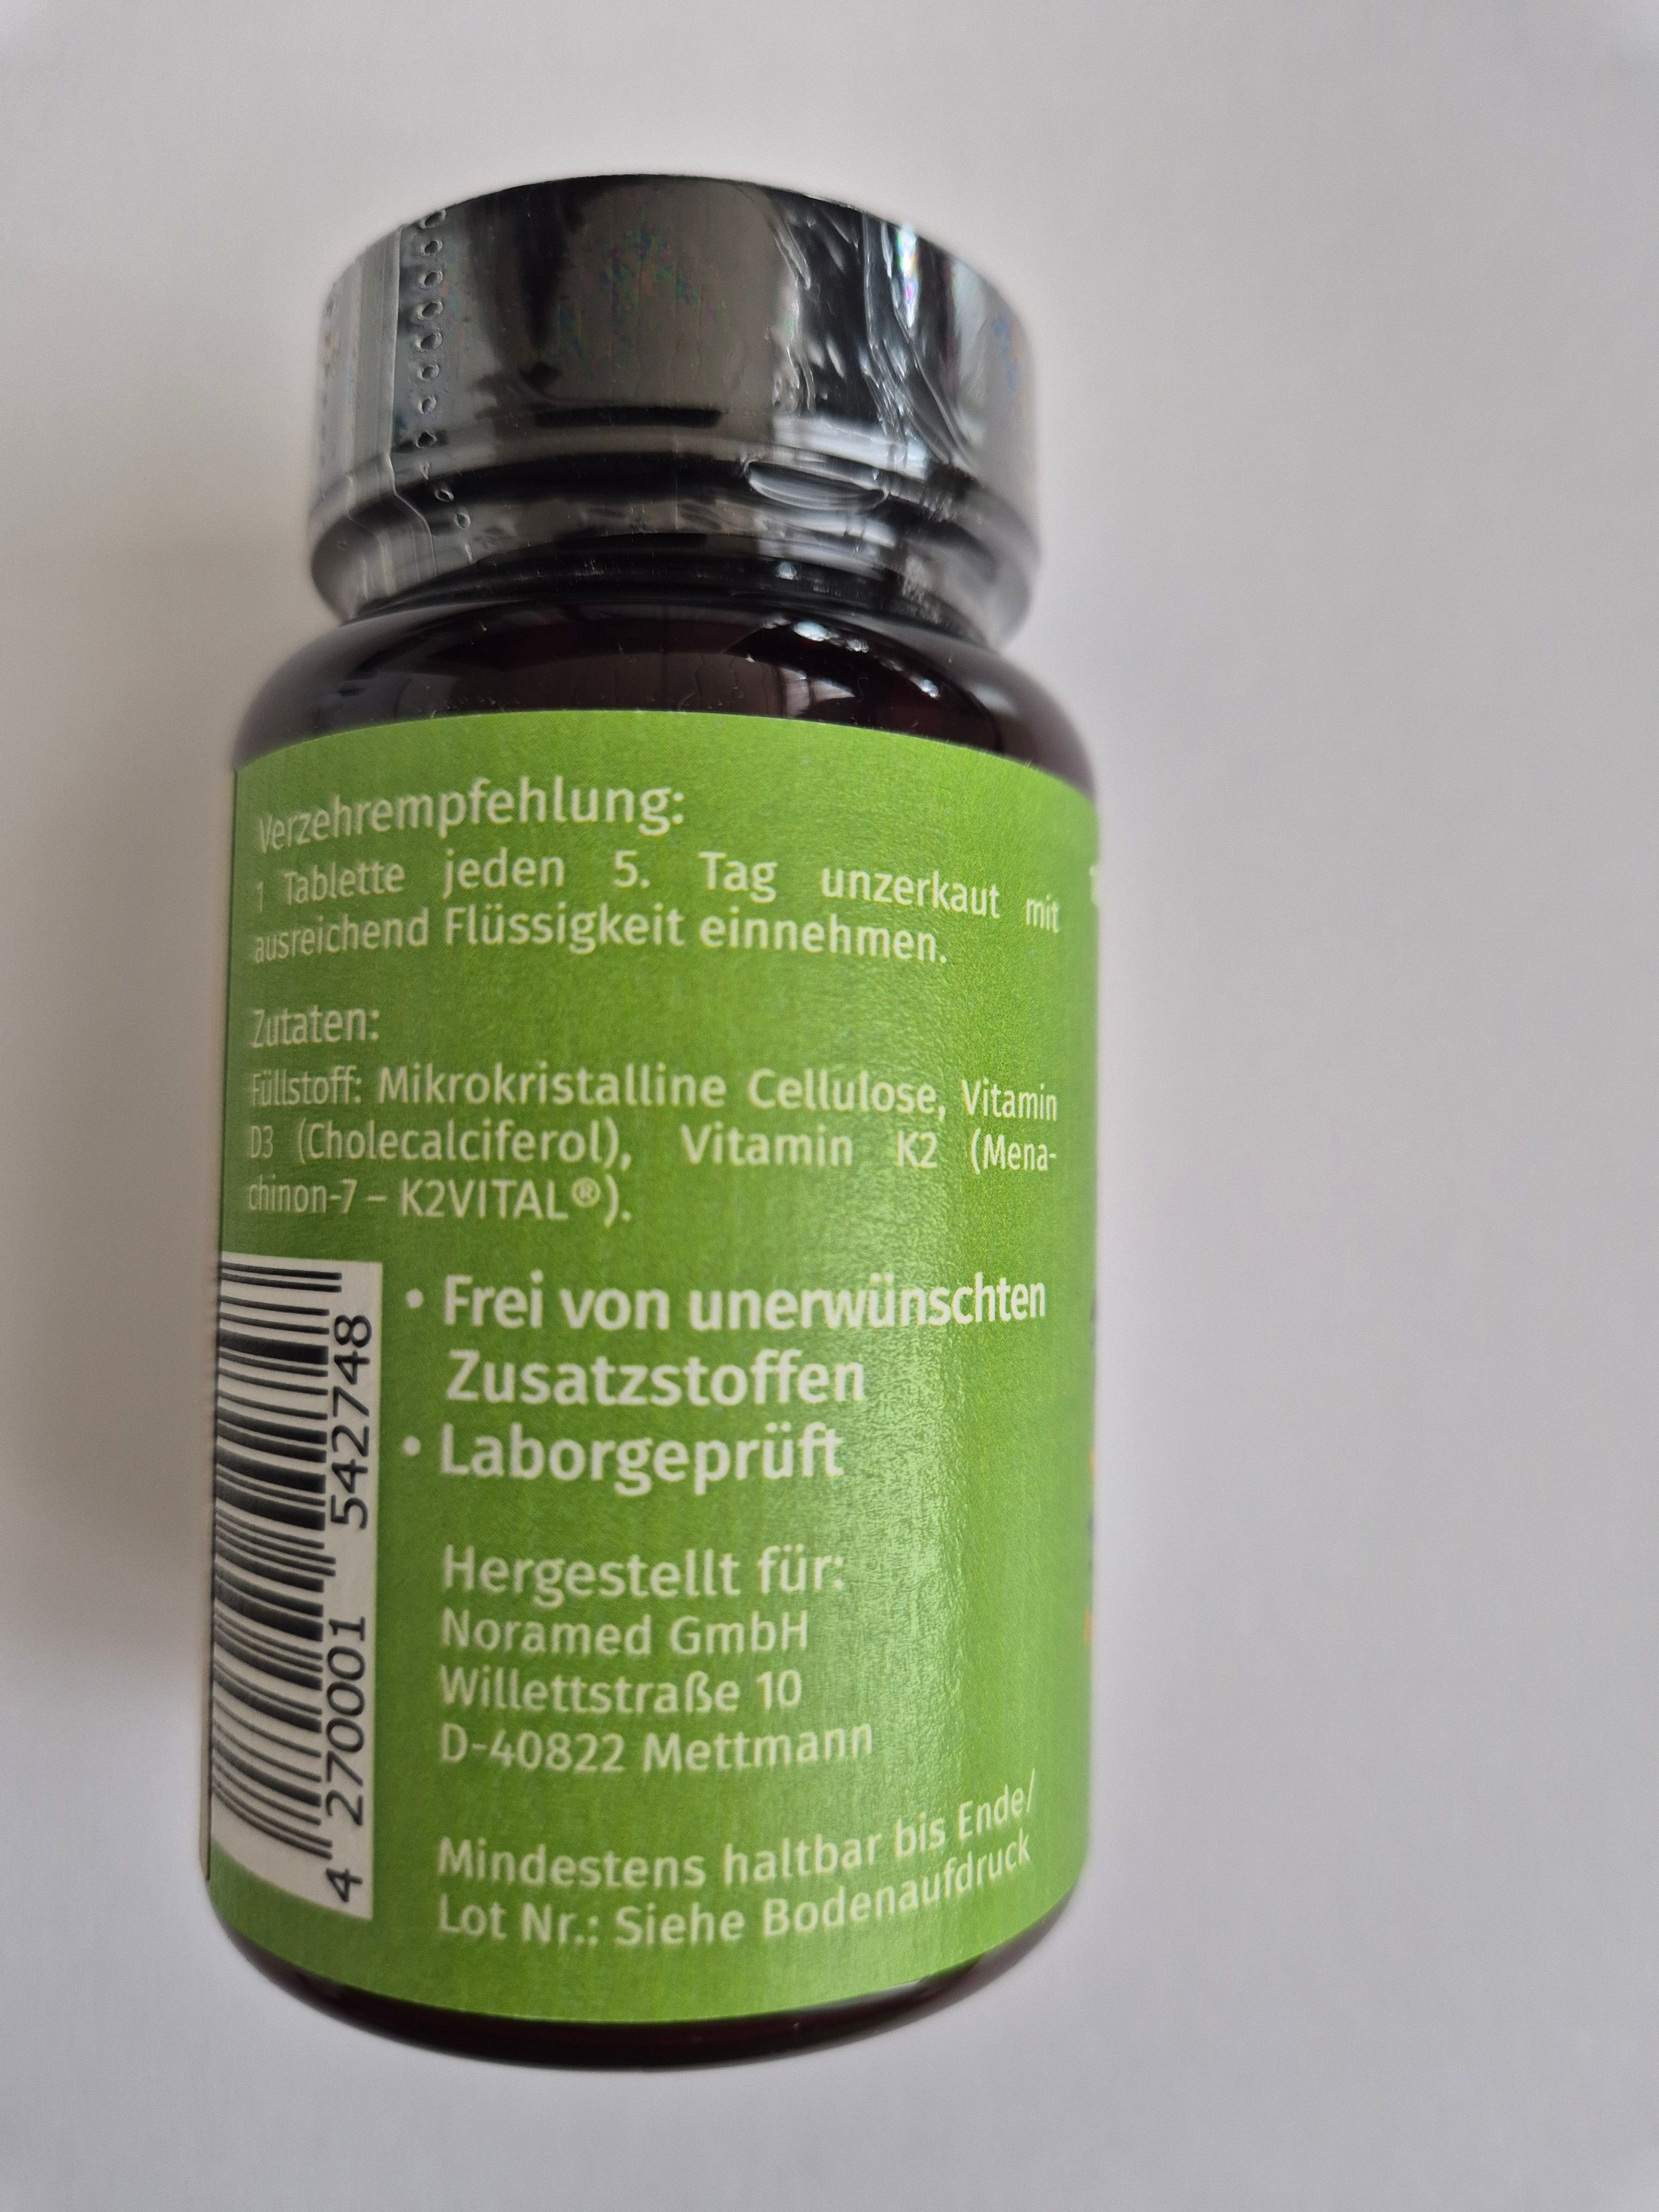 Verzehrempfehlung:
1 Tablette jeden 5. Tag unzerkaut mit
ausreichend Flüssigkeit einnehmen.
Zutaten:
Füllstoff: Mikrokristalline Cellulose, Vitamin
D3 (Cholecalciferol), Vitamin K2 (Mena-
chinon-7 – K2VITAL®).
• Frei von unerwünschten
Zusatzstoffen
• Laborgeprüft
Hergestellt für:
Noramed GmbH
Willettstraße 10
D-40822 Mettmann
Mindestens haltbar bis Ende/
Lot Nr.: Siehe Bodenaufdruck
4 270001 542748